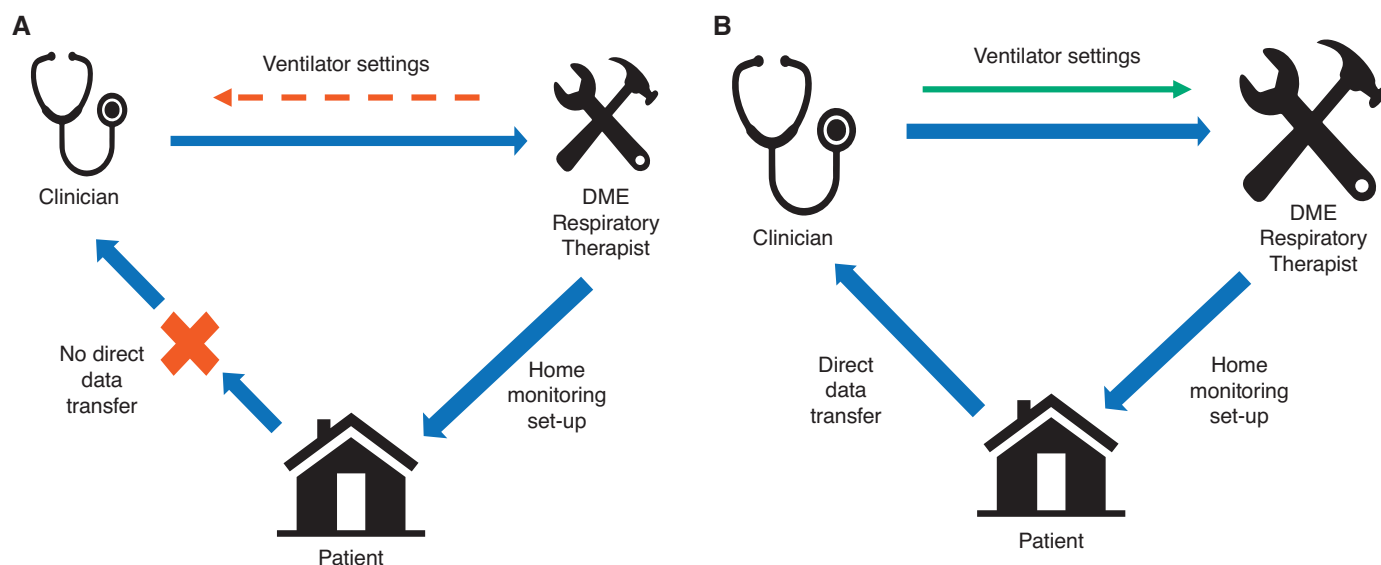 A
Ventilator settings
Clinician
DME
Respiratory
Therapist
No direct
data
transfer
Home
monitoring
set-up
Patient
B
Ventilator settings
Clinician
DME
Respiratory
Therapist
Direct
data
transfer
Home
monitoring
set-up
Patient